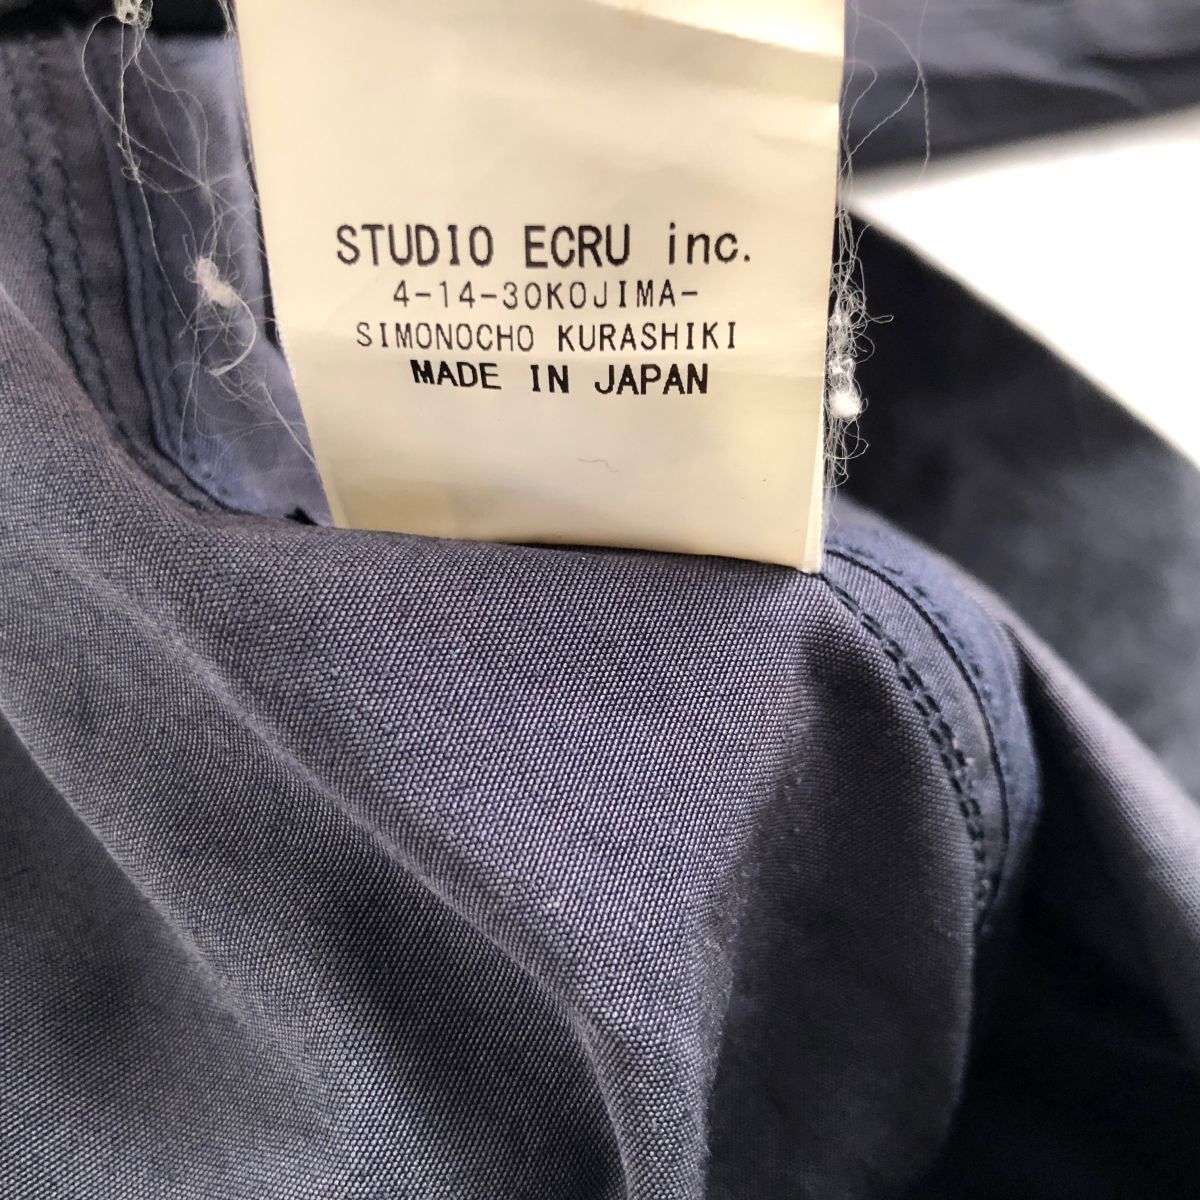 STUDIO ECRU inc.
4-14-30KOJIMA-
SIMONOCHO KURASHIKI
MADE IN JAPAN